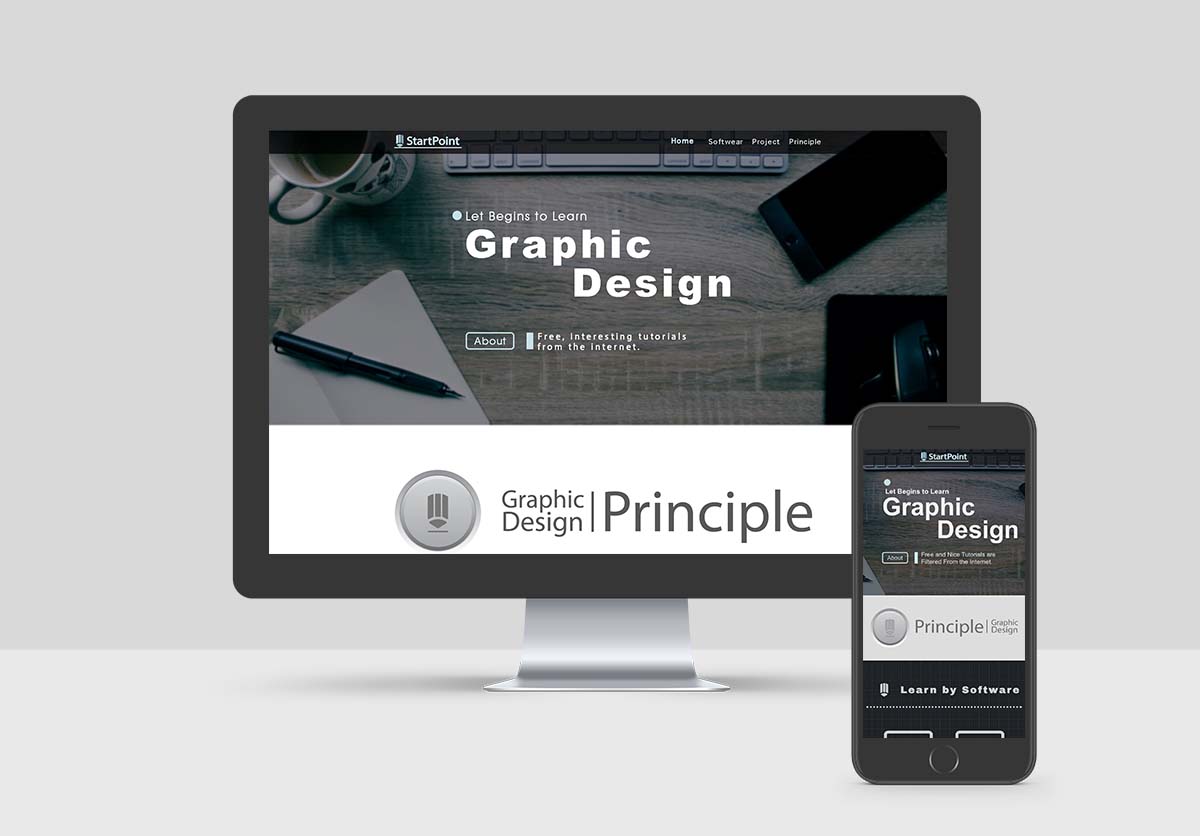 StartPoint
Home Softwear Project Principle
Let Begins to Learn
Graphic
Design
About
Free, interesting tutorials
from the internet.
Graphic
Design
Principle
StartPoint
Let Begins to Learn
Graphic
Design
About
Free and Nice Tutorials are
Filtered From the Internet.
Principle
Graphic
Design
Learn by Software